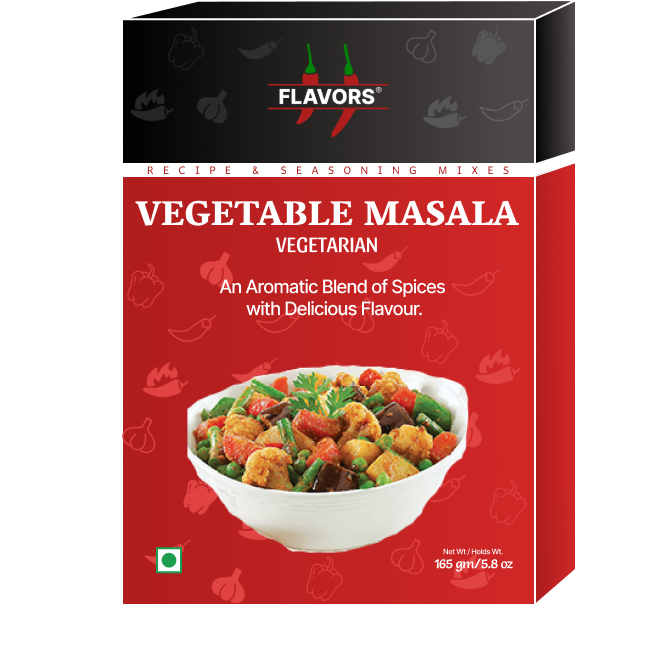 FLAVORS®
RECIPE & SEASONING MIXES
VEGETABLE MASALA
VEGETARIAN
An Aromatic Blend of Spices
with Delicious Flavour.
Net Wt / Holds Wt.
165 gm/5.8 oz